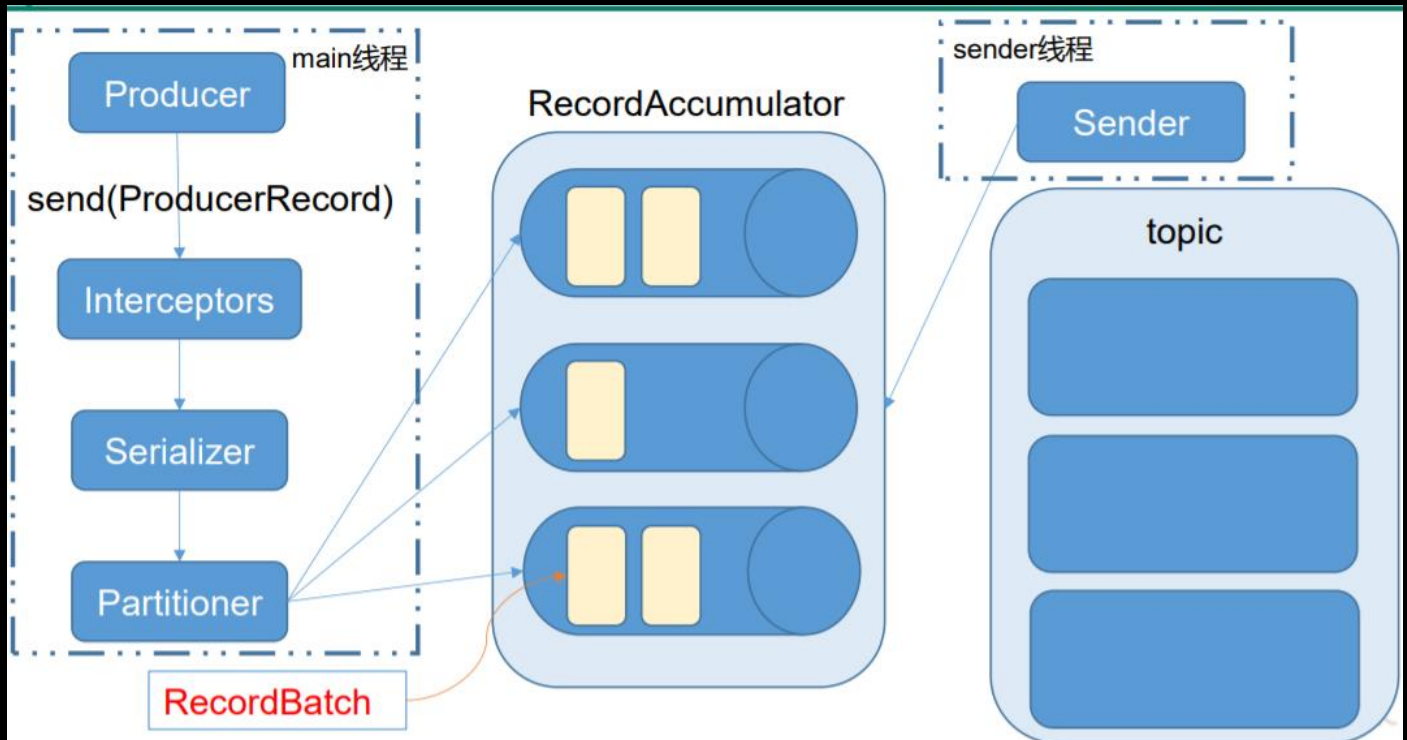 main线程
Producer
send(ProducerRecord)
Interceptors
Serializer
Partitioner
RecordBatch
RecordAccumulator
sender线程
Sender
topic